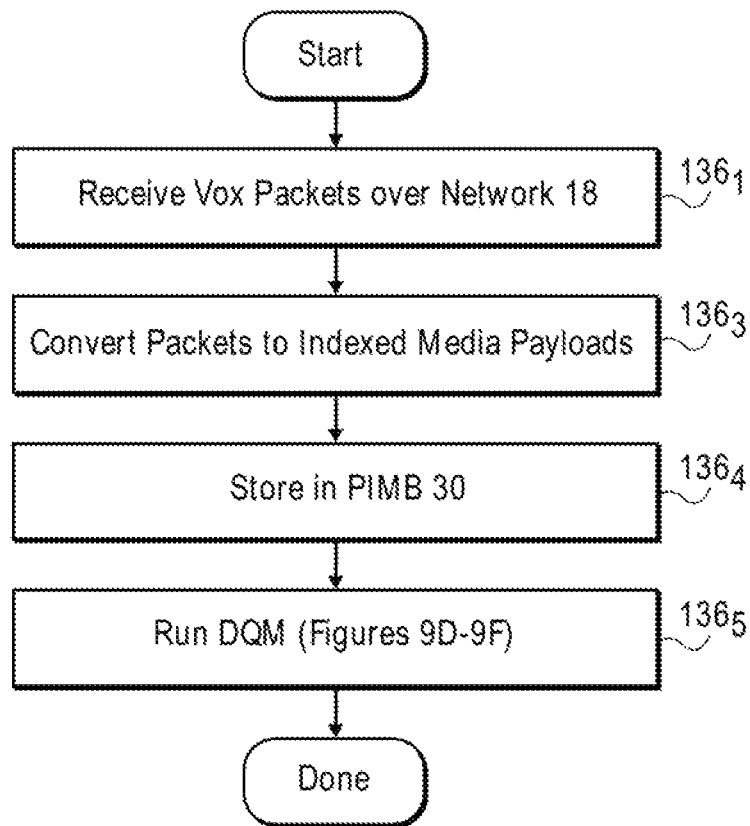 Start
Receive Vox Packets over Network 18
136₁
Convert Packets to Indexed Media Payloads
136₃
Store in PIMB 30
136₄
Run DQM (Figures 9D-9F)
136₅
Done